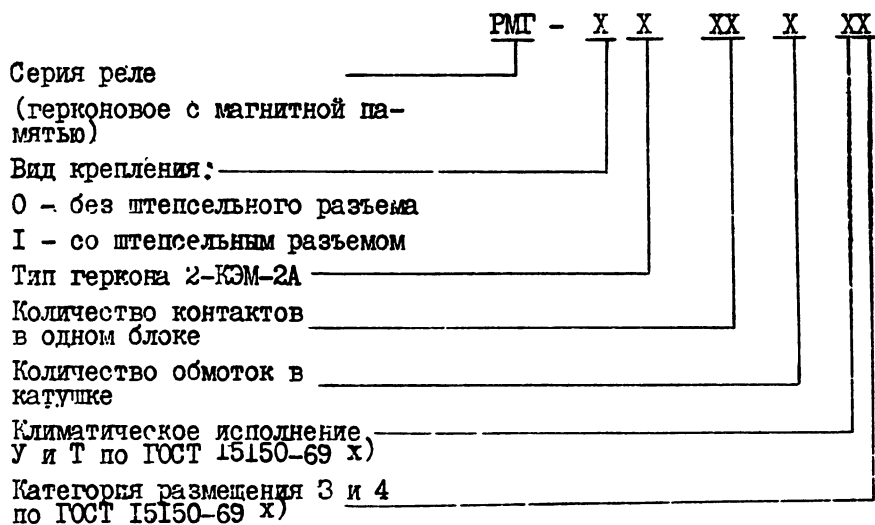 РМГ - Х Х ХХ Х ХХ
Серия реле
(герконовое с магнитной па-
мятью)
Вид крепления:
0 - без штепсельного разъема
I - со штепсельным разъемом
Тип геркона 2-КЭМ-2А
Количество контактов
в одном блоке
Количество обмоток в
катушке
Климатическое исполнение
У и Т по ГОСТ 15150-69 х)
Категория размещения 3 и 4
по ГОСТ I5I50-69 х)